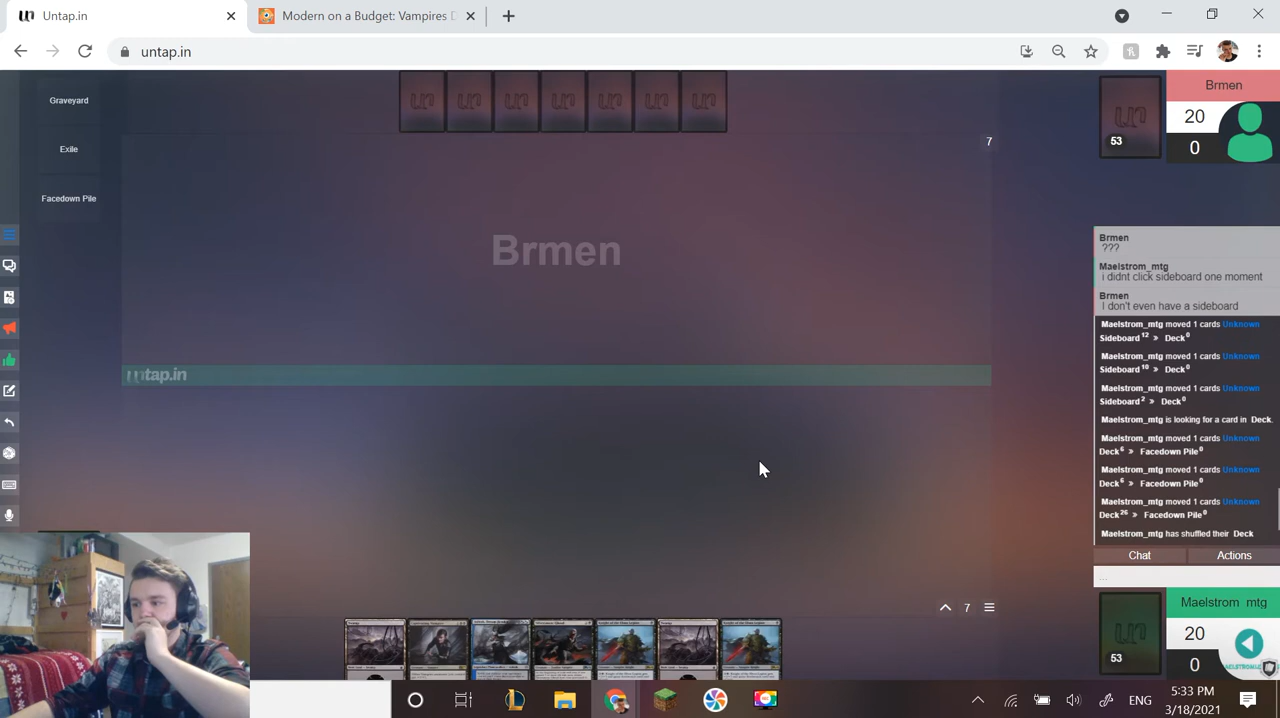 Untap.in
Modern on a Budget: Vampires D
untap.in
Graveyard
Exile
Facedown Pile
7
Brmen
untap.in
Brmen
20
0
53
Brmen
???
Maelstrom_mtg
i didnt click sideboard one moment
Brmen
I don't even have a sideboard
Maelstrom_mtg moved 1 cards Unknown
Sideboard 12 » Deck 0
Maelstrom_mtg moved 1 cards Unknown
Sideboard 10 » Deck 0
Maelstrom_mtg moved 1 cards Unknown
Sideboard 2 » Deck 0
Maelstrom_mtg is looking for a card in Deck.
Maelstrom_mtg moved 1 cards Unknown
Deck 6 » Facedown Pile 0
Maelstrom_mtg moved 1 cards Unknown
Deck 6 » Facedown Pile 0
Maelstrom_mtg moved 1 cards Unknown
Deck 26 » Facedown Pile 0
Maelstrom_mtg has shuffled their Deck
Chat
Actions
...
7
Maelstrom mtg
20
0
53
Swamp
Swamp
ENG
5:33 PM
3/18/2021